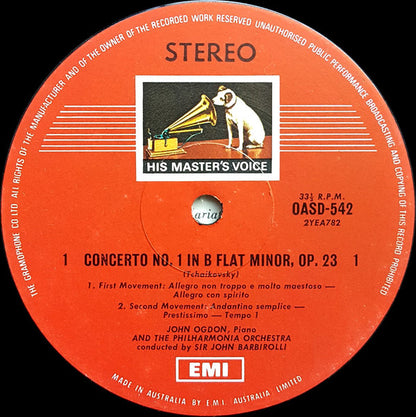 THE GRAMOPHONE CO LTD. ALL RIGHTS OF THE MANUFACTURER AND OF THE OWNER OF THE RECORDED WORK RESERVED UNAUTHORISED PUBLIC PERFORMANCE BROADCASTING AND COPYING OF THIS RECORD PROHIBITED
STEREO
HIS MASTER'S VOICE
33⅓ R.P.M.
OASD-542
2YEA782
1 CONCERTO NO. 1 IN B FLAT MINOR, OP. 23 1
(Tchaikovsky)
1. First Movement: Allegro non troppo e molto maestoso —
Allegro con spirito
2. Second Movement: Andantino semplice —
Prestissimo — Tempo 1
JOHN OGDON, Piano
AND THE PHILHARMONIA ORCHESTRA
conducted by SIR JOHN BARBIROLLI
EMI
MADE IN AUSTRALIA BY E.M.I. AUSTRALIA LIMITED